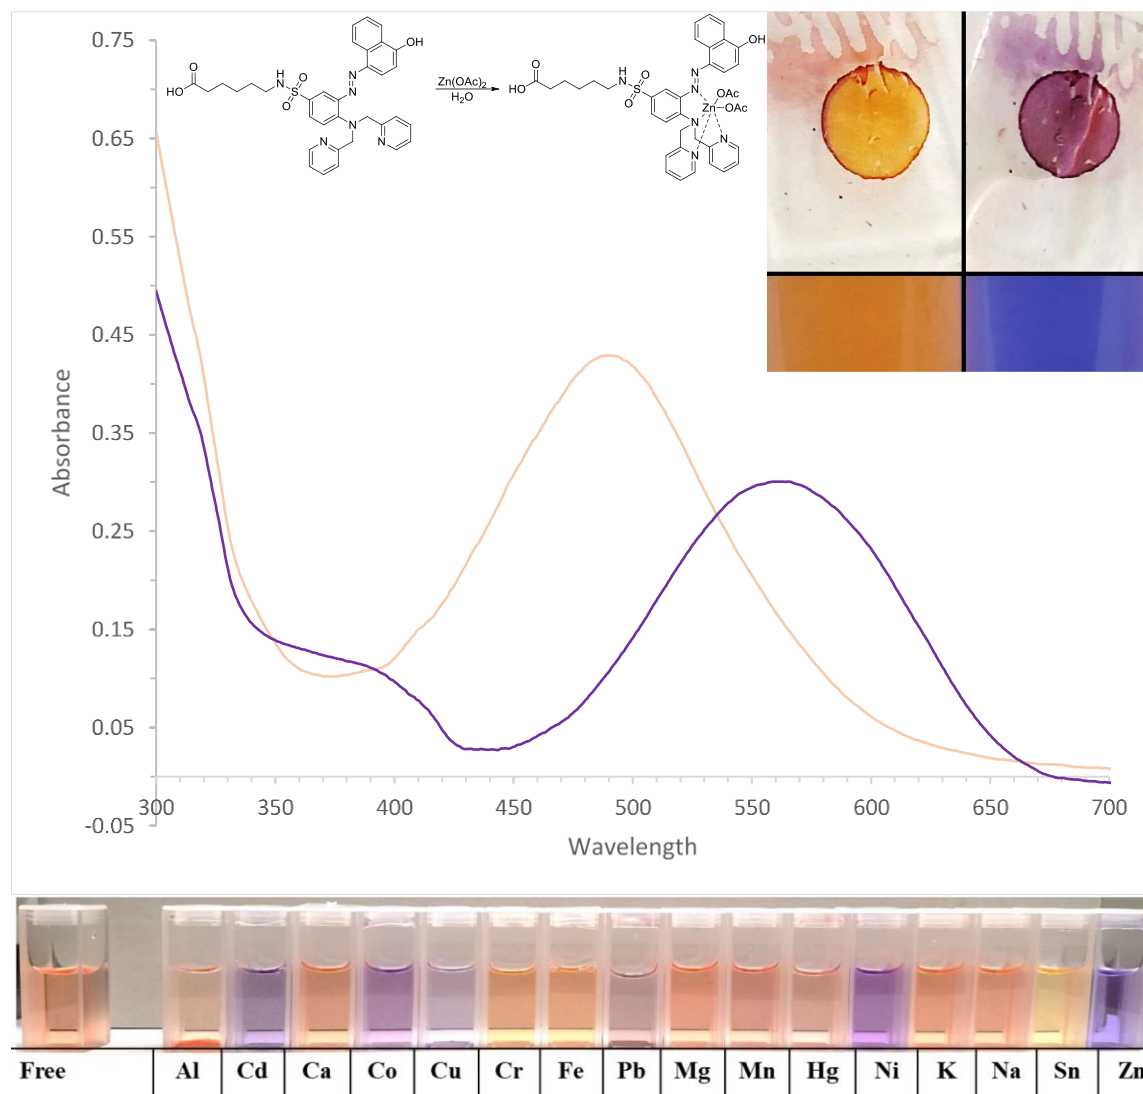 0.75
0.65
0.55
0.45
0.35
0.25
0.15
0.05
-0.05
Absorbance
300 350 400 450 500 550 600 650 700
Wavelength
O
HO
H
N
O
S
O
N
N
OH
N
N
N
Zn(OAc)2
H2O
O
HO
H
N
O
S
O
N
N
OH
OAc
Zn OAc
N
N
N
Free Al Cd Ca Co Cu Cr Fe Pb Mg Mn Hg Ni K Na Sn Zn